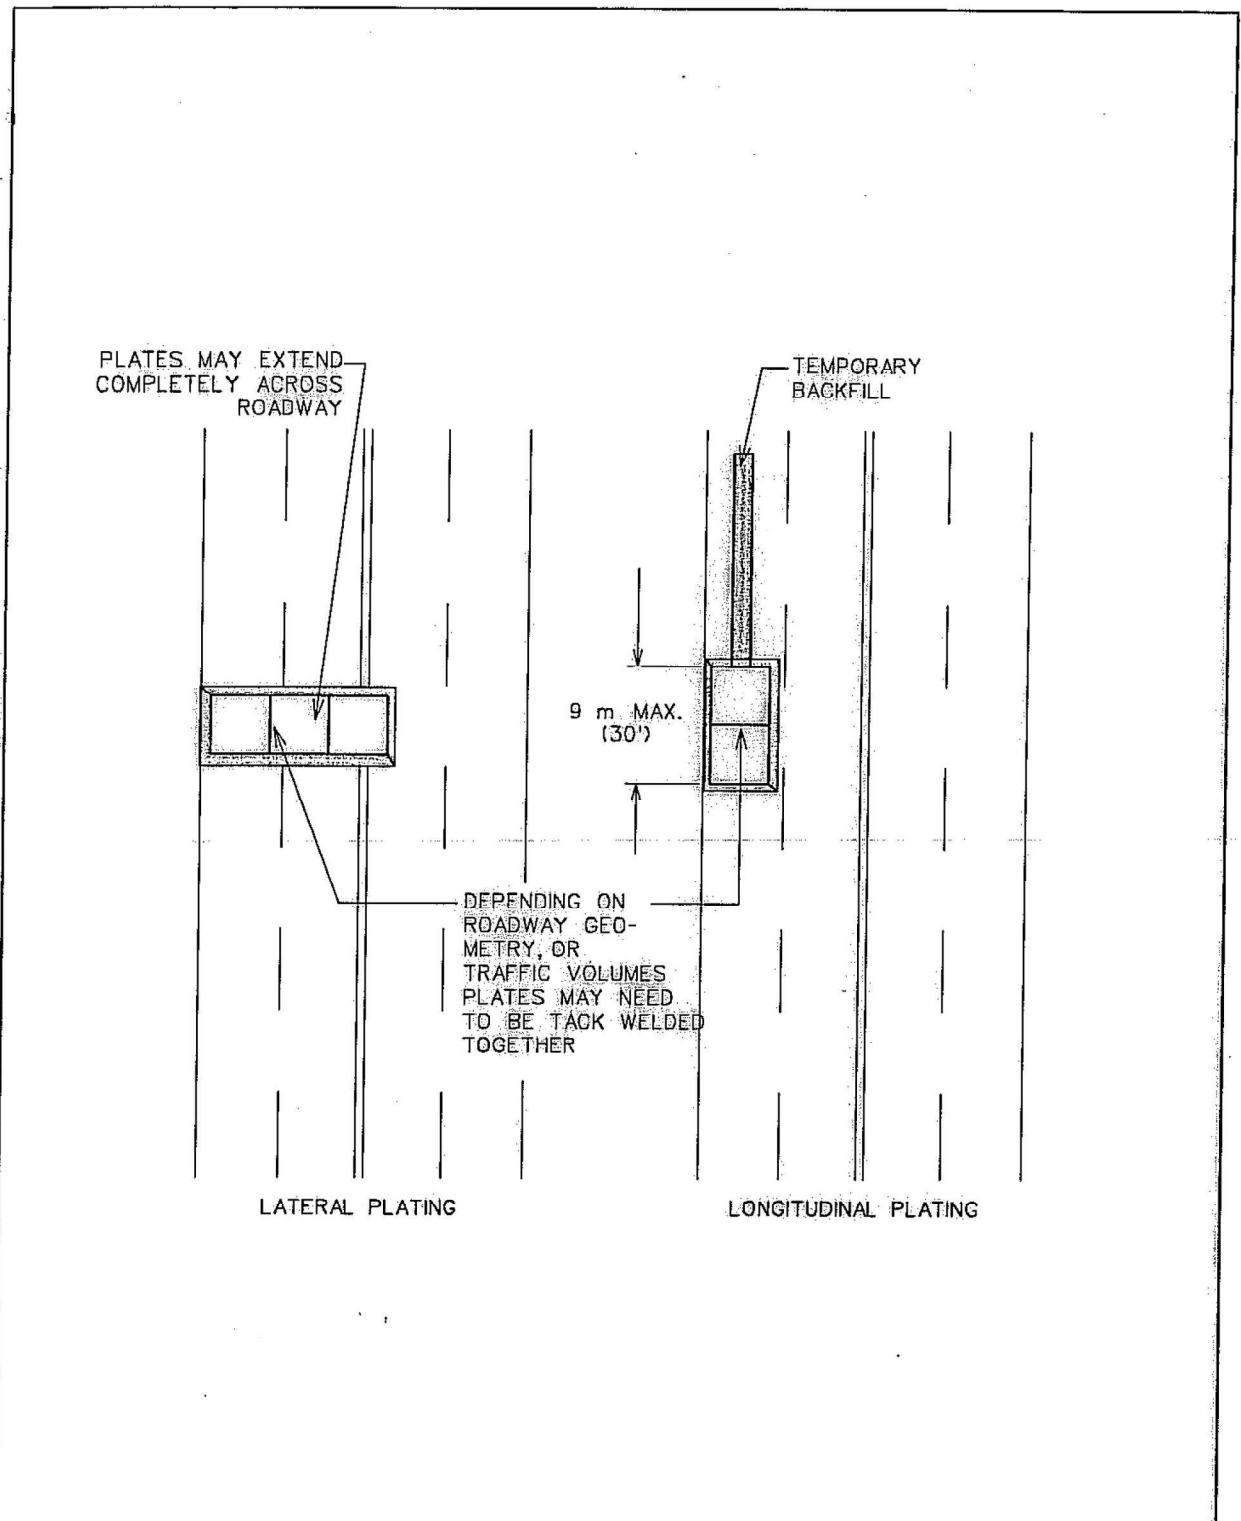 PLATES MAY EXTEND
COMPLETELY ACROSS
ROADWAY
TEMPORARY
BACKFILL
9 m MAX.
(30')
DEPENDING ON
ROADWAY GEO-
METRY, OR
TRAFFIC VOLUMES
PLATES MAY NEED
TO BE TACK WELDED
TOGETHER
LATERAL PLATING
LONGITUDINAL PLATING